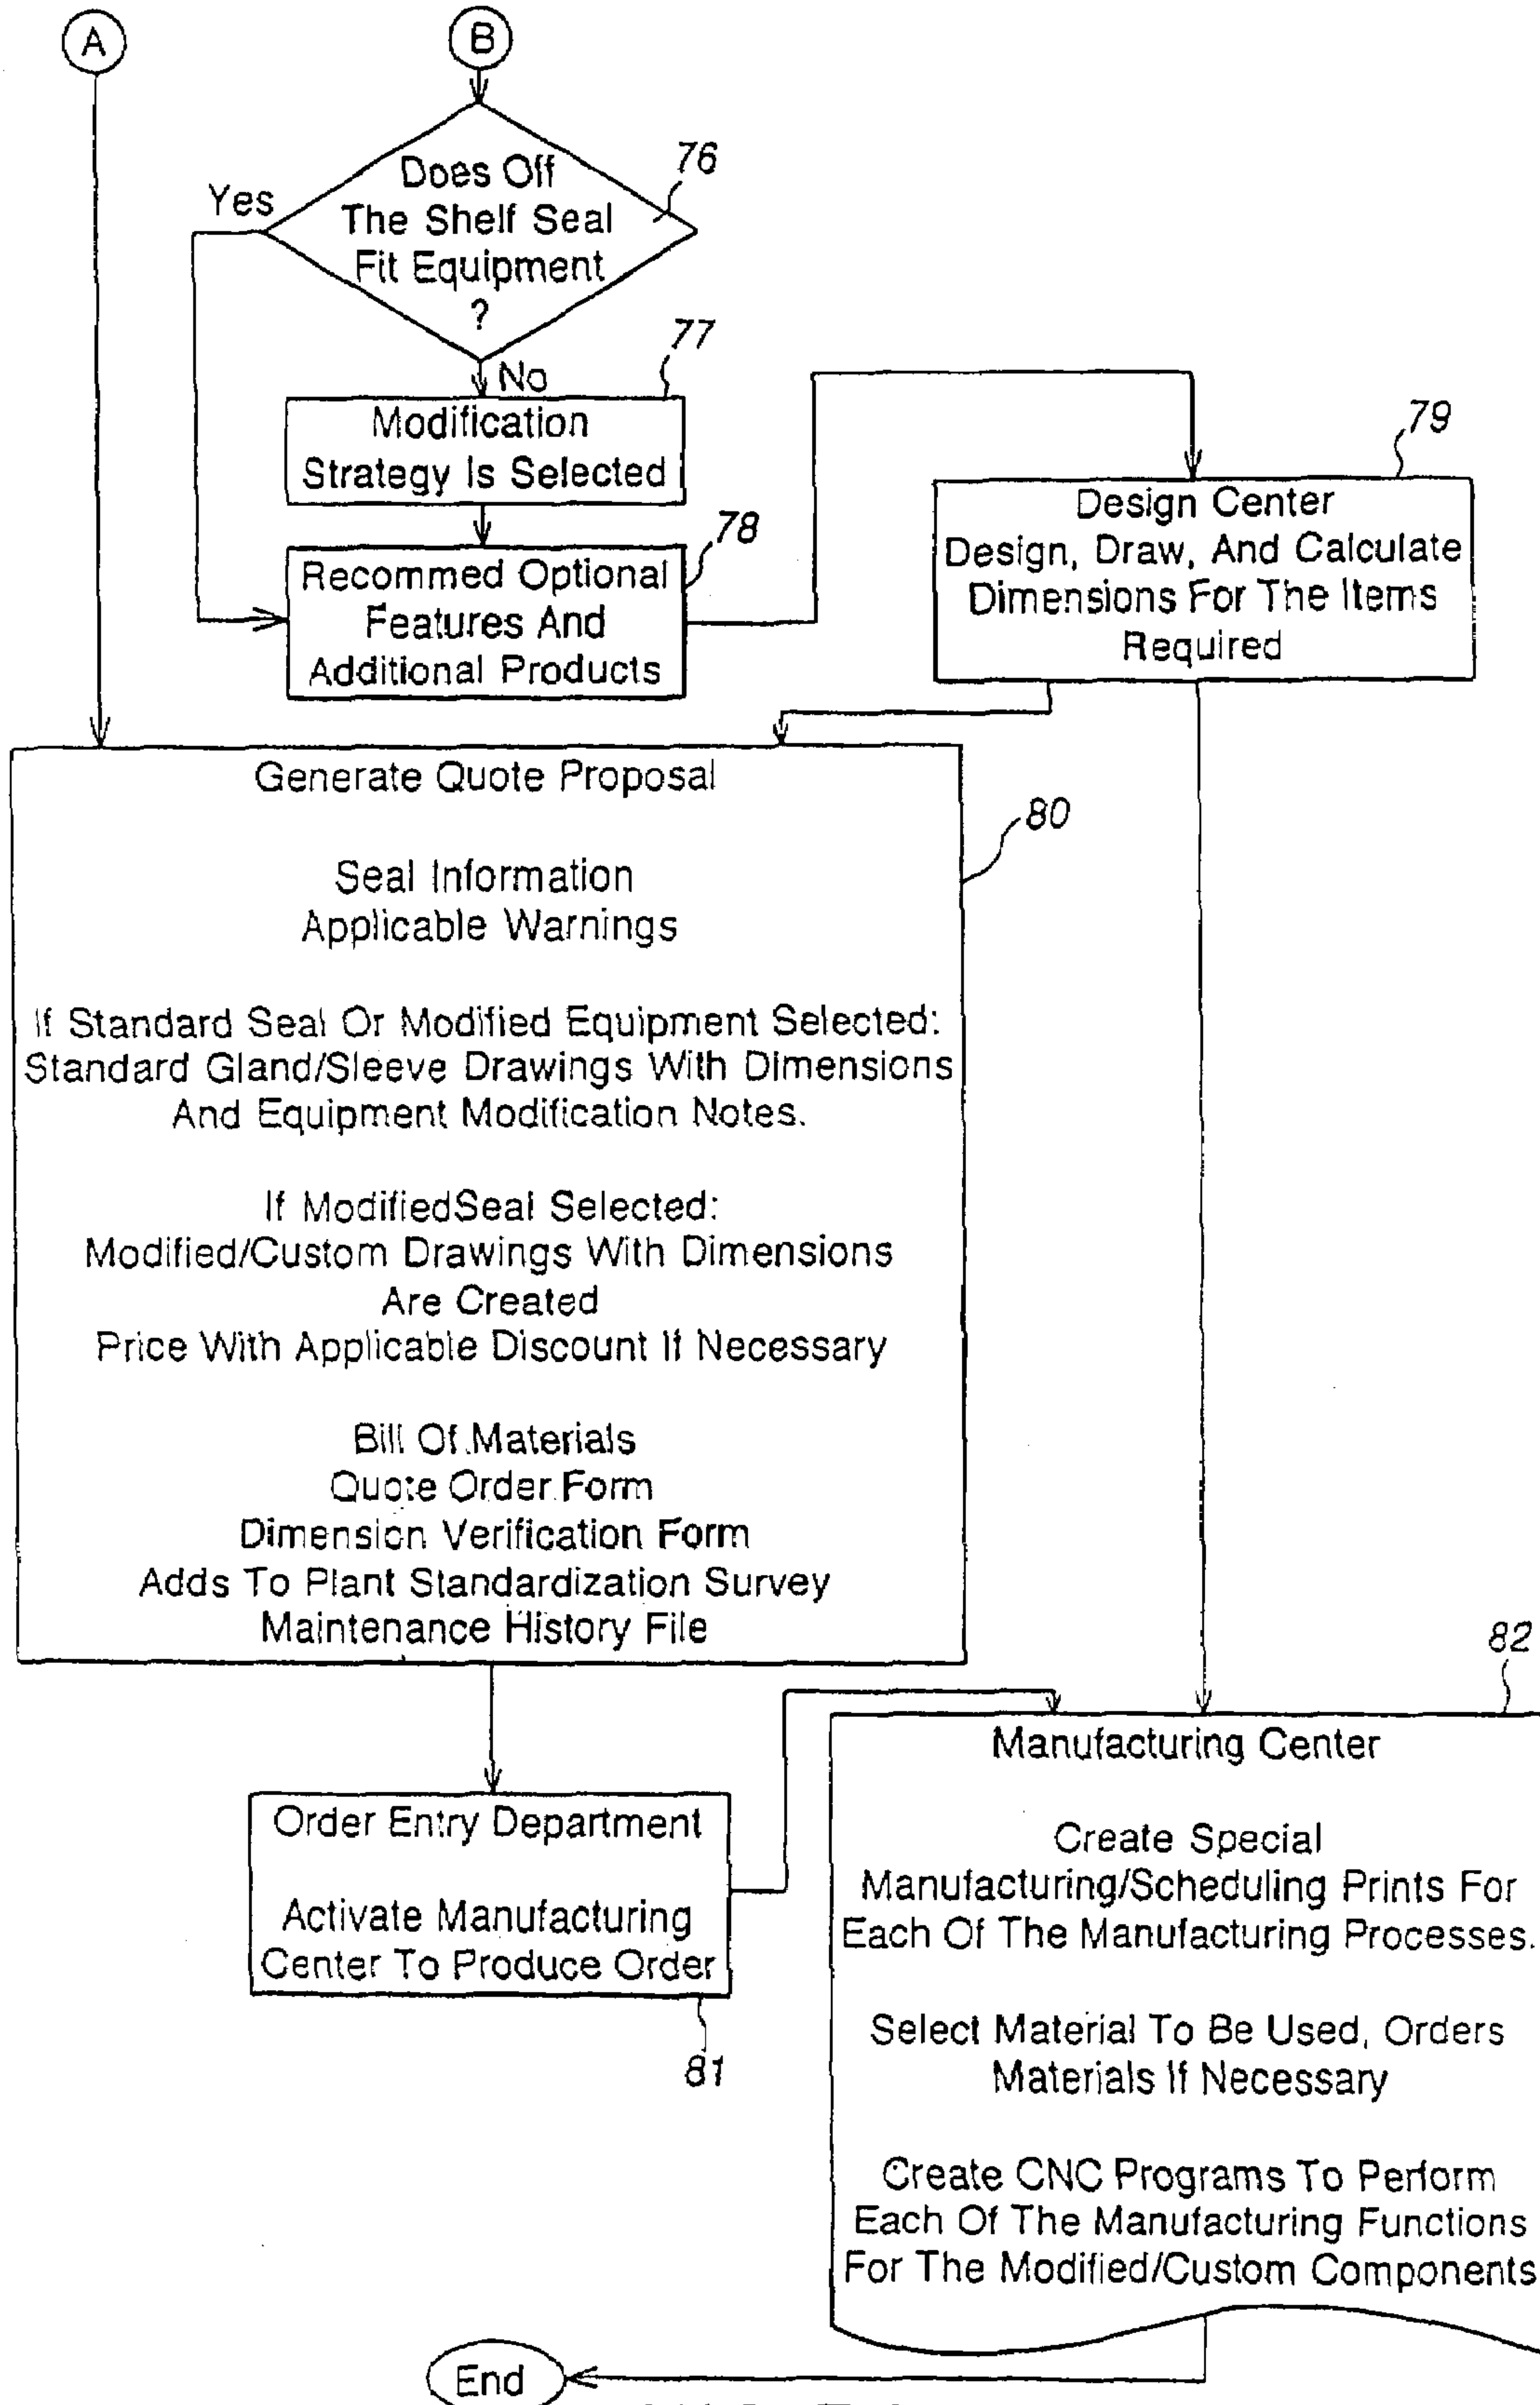 A
B
Does Off
The Shelf Seal
Fit Equipment
?
76
Yes
No
77
Modification
Strategy Is Selected
78
Recommed Optional
Features And
Additional Products
79
Design Center
Design, Draw, And Calculate
Dimensions For The Items
Required
Generate Quote Proposal
80
Seal Information
Applicable Warnings
If Standard Seal Or Modified Equipment Selected:
Standard Gland/Sleeve Drawings With Dimensions
And Equipment Modification Notes.
If ModifiedSeal Selected:
Modified/Custom Drawings With Dimensions
Are Created
Price With Applicable Discount If Necessary
Bill Of Materials
Quote Order Form
Dimension Verification Form
Adds To Plant Standardization Survey
Maintenance History File
Order Entry Department
Activate Manufacturing
Center To Produce Order
81
82
Manufacturing Center
Create Special
Manufacturing/Scheduling Prints For
Each Of The Manufacturing Processes.
Select Material To Be Used, Orders
Materials If Necessary
Create CNC Programs To Perform
Each Of The Manufacturing Functions
For The Modified/Custom Components
End